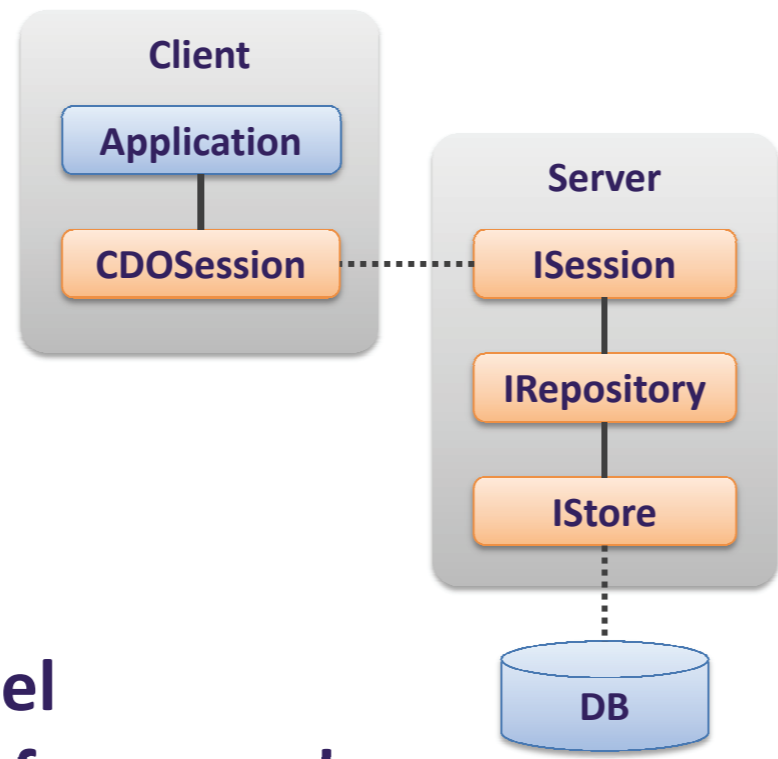 Client
Application
CDOSession
Server
ISession
IRepository
IStore
DB
el